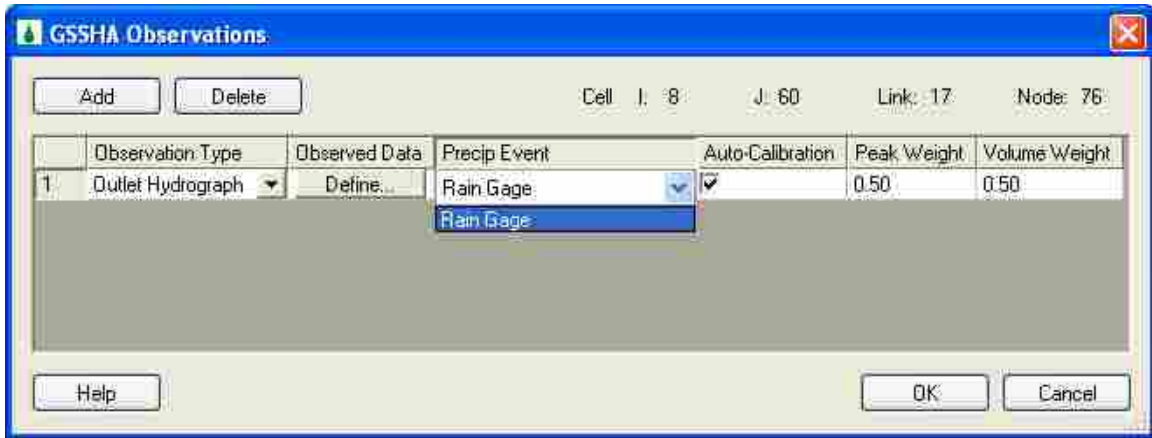 GSSHA Observations
Add Delete Cell I: 8 J: 60 Link: 17 Node: 76
Observation Type Observed Data Precip Event Auto-Calibration Peak Weight Volume Weight
1 Outlet Hydrograph Define... Rain Gage 0.50 0.50
Rain Gage
Help OK Cancel